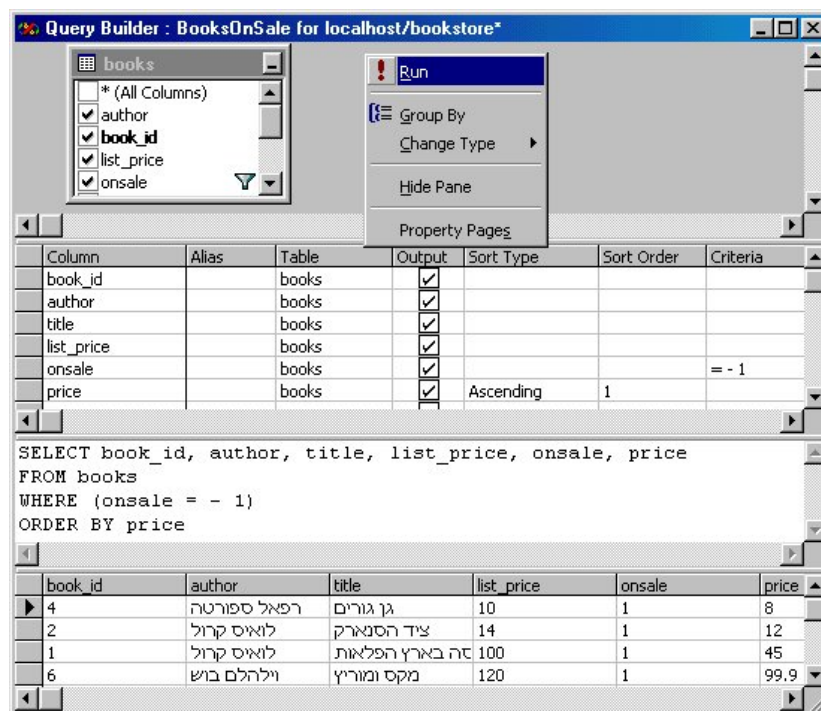 Query Builder : BooksOnSale for localhost/bookstore*
books
* (All Columns)
author
book_id
list_price
onsale
Run
Group By
Change Type
Hide Pane
Property Pages
Column Alias Table Output Sort Type Sort Order Criteria
book_id books
author books
title books
list_price books
onsale books = - 1
price books Ascending 1
SELECT book_id, author, title, list_price, onsale, price
FROM books
WHERE (onsale = - 1)
ORDER BY price
book_id author title list_price onsale price
4 רפאל ספורטה גן גורים 10 1 8
2 לואיס קרול ציד הסנארק 14 1 12
1 לואיס קרול סה בארץ הפלאות 100 1 45
6 וילהלם בוש מקס ומוריץ 120 1 99.9